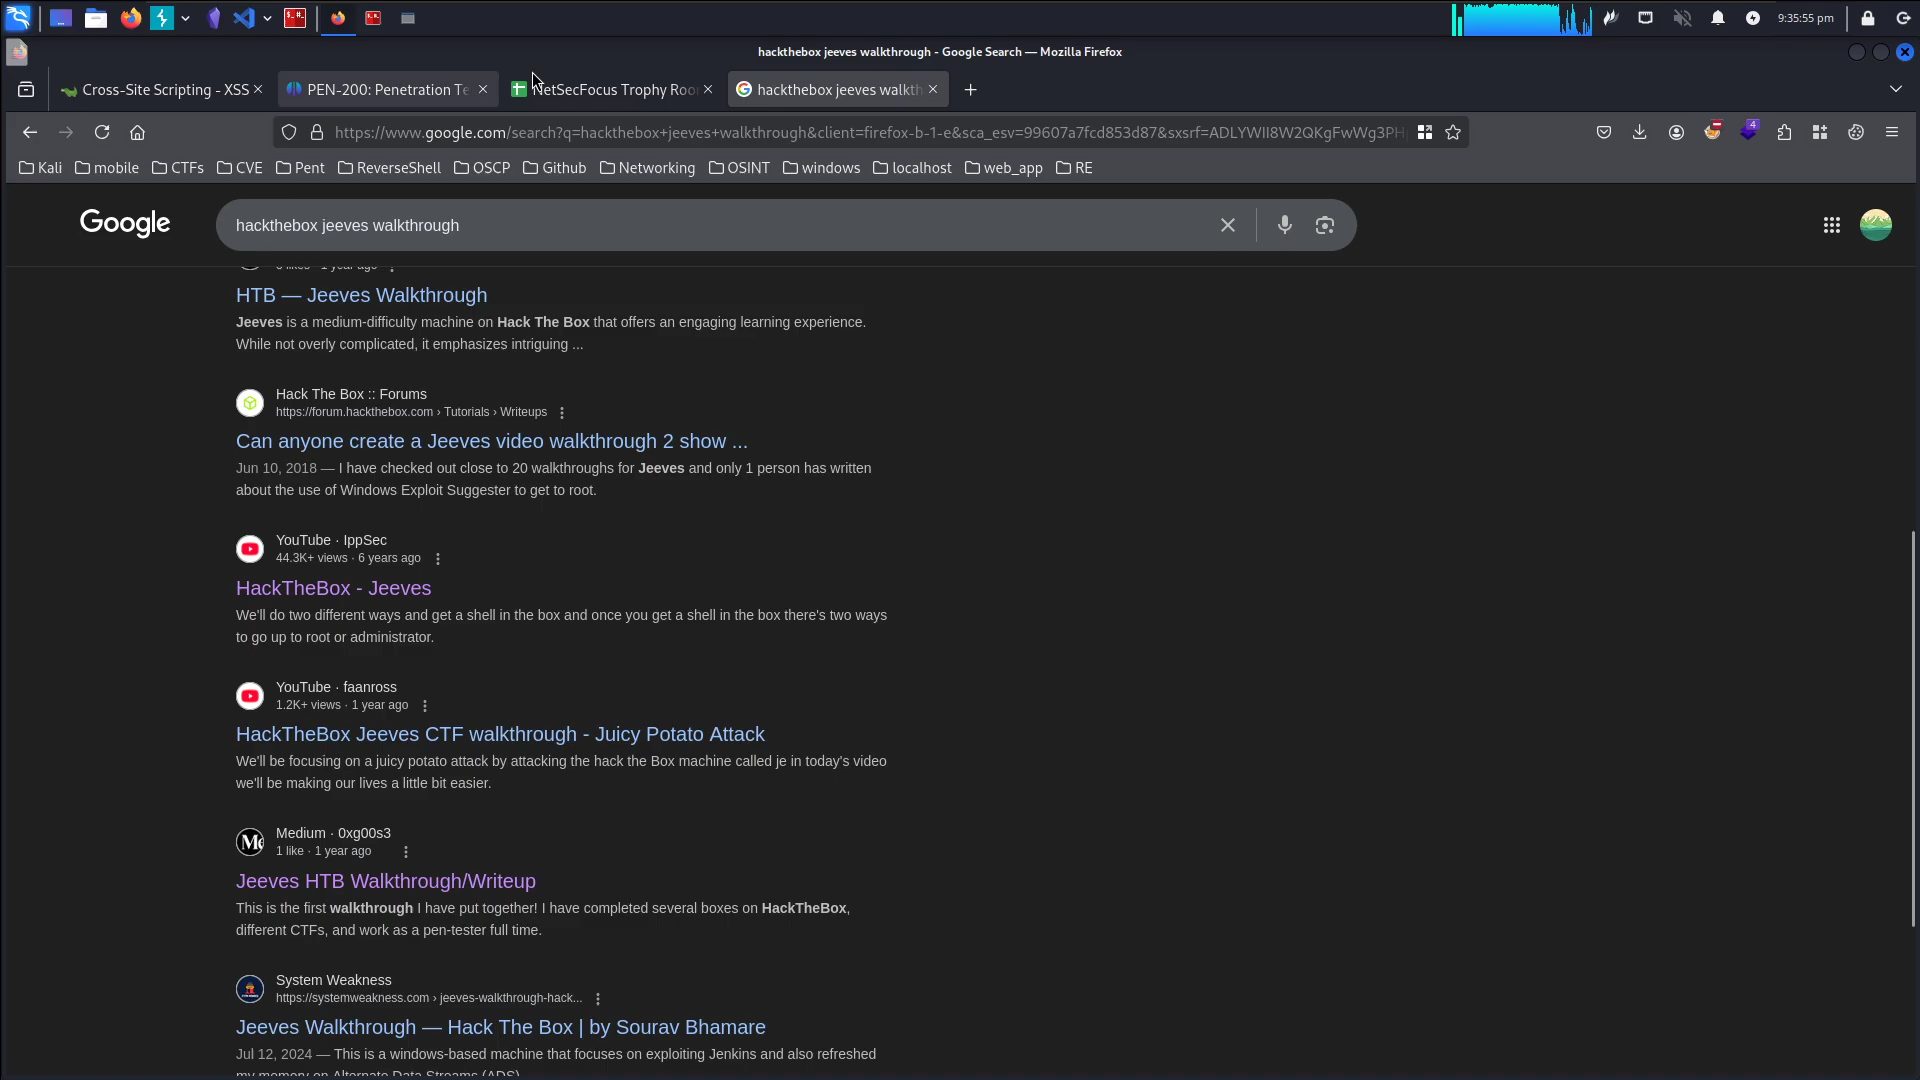 9:35:55 pm
hackthebox jeeves walkthrough - Google Search — Mozilla Firefox
Cross-Site Scripting - XSS
PEN-200: Penetration Te
NetSecFocus Trophy Roo
hackthebox jeeves walkth
https://www.google.com/search?q=hackthebox+jeeves+walkthrough&client=firefox-b-1-e&sca_esv=99607a7fcd853d87&sxsrf=ADLYWII8W2QKgFwWg3PH
4
Kali
mobile
CTFs
CVE
Pent
ReverseShell
OSCP
Github
Networking
OSINT
windows
localhost
web_app
RE
Google
hackthebox jeeves walkthrough
HTB — Jeeves Walkthrough
Jeeves is a medium-difficulty machine on Hack The Box that offers an engaging learning experience.
While not overly complicated, it emphasizes intriguing ...
Hack The Box :: Forums
https://forum.hackthebox.com › Tutorials › Writeups
Can anyone create a Jeeves video walkthrough 2 show ...
Jun 10, 2018 — I have checked out close to 20 walkthroughs for Jeeves and only 1 person has written
about the use of Windows Exploit Suggester to get to root.
YouTube · IppSec
44.3K+ views · 6 years ago
HackTheBox - Jeeves
We'll do two different ways and get a shell in the box and once you get a shell in the box there's two ways
to go up to root or administrator.
YouTube · faanross
1.2K+ views · 1 year ago
HackTheBox Jeeves CTF walkthrough - Juicy Potato Attack
We'll be focusing on a juicy potato attack by attacking the hack the Box machine called je in today's video
we'll be making our lives a little bit easier.
Medium · 0xg00s3
1 like · 1 year ago
Jeeves HTB Walkthrough/Writeup
This is the first walkthrough I have put together! I have completed several boxes on HackTheBox,
different CTFs, and work as a pen-tester full time.
System Weakness
https://systemweakness.com › jeeves-walkthrough-hack...
Jeeves Walkthrough — Hack The Box | by Sourav Bhamare
Jul 12, 2024 — This is a windows-based machine that focuses on exploiting Jenkins and also refreshed
my memory on Alternate Data Streams (ADS)